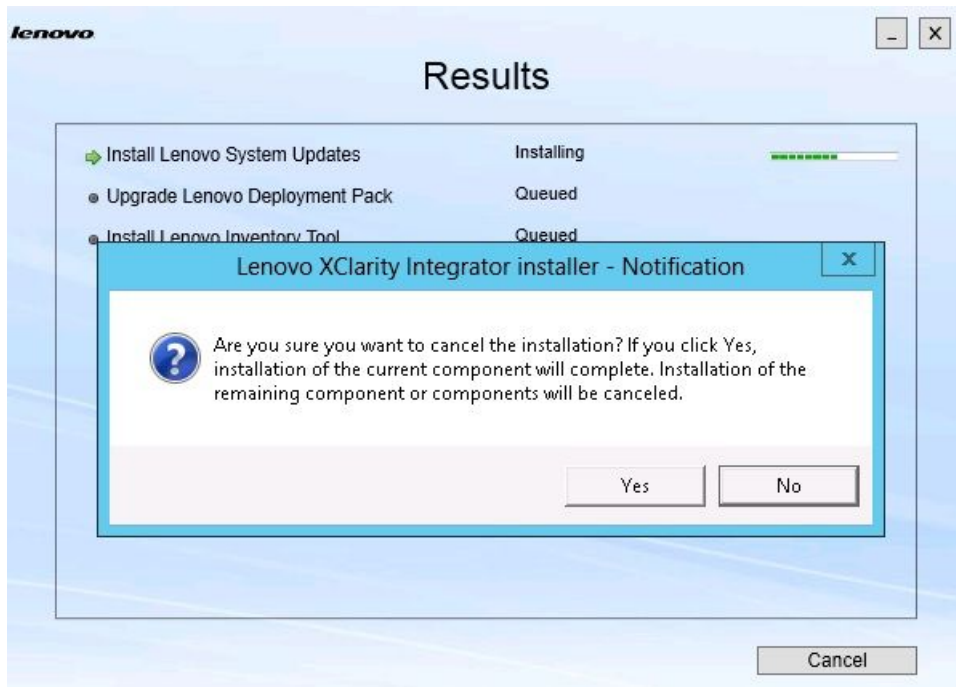 lenovo
Results
Install Lenovo System Updates Installing
Upgrade Lenovo Deployment Pack Queued
Install Lenovo Inventory Tool Queued
Lenovo XClarity Integrator installer - Notification
Are you sure you want to cancel the installation? If you click Yes,
installation of the current component will complete. Installation of the
remaining component or components will be canceled.
Yes No
Cancel